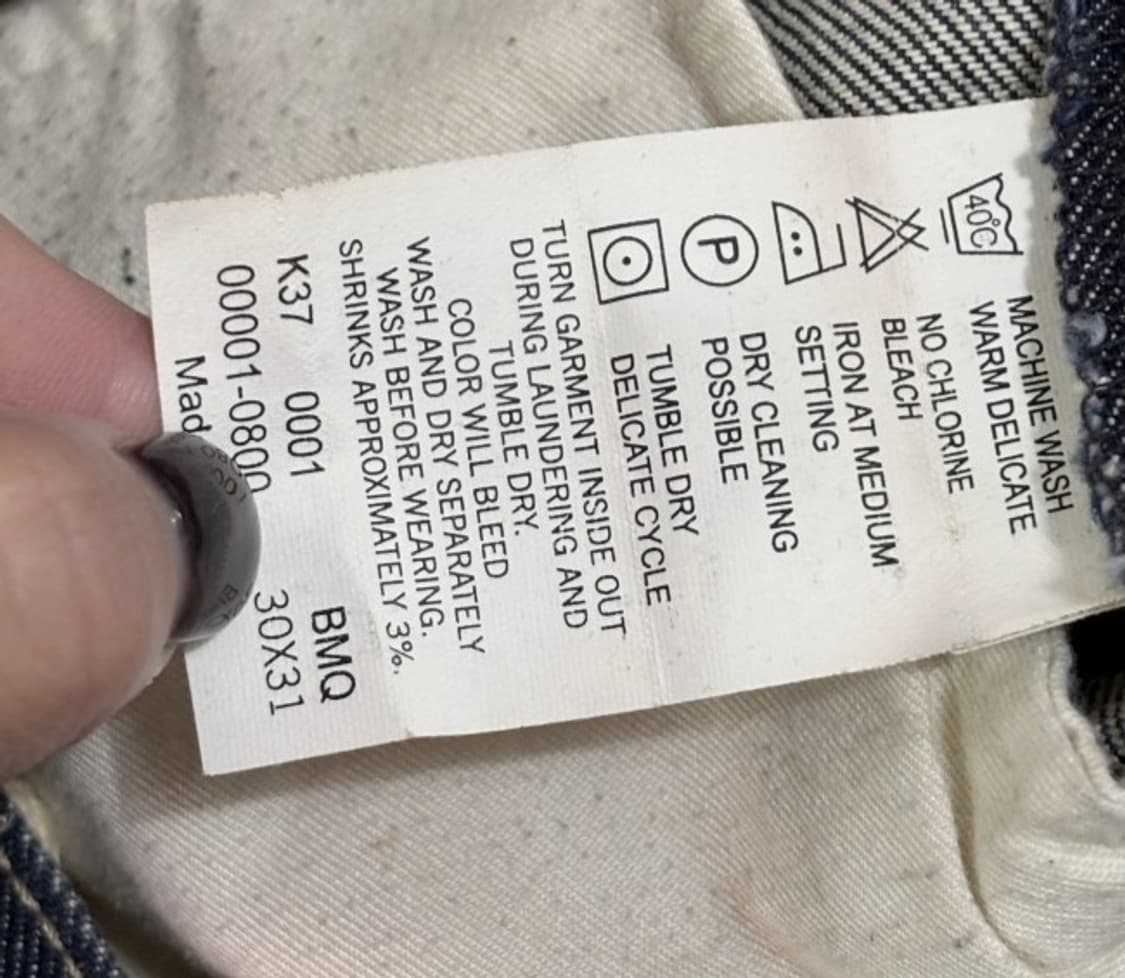 40°C
MACHINE WASH
WARM DELICATE
NO CHLORINE
BLEACH
IRON AT MEDIUM
SETTING
P
DRY CLEANING
POSSIBLE
TUMBLE DRY
DELICATE CYCLE
TURN GARMENT INSIDE OUT
DURING LAUNDERING AND
TUMBLE DRY.
COLOR WILL BLEED
WASH AND DRY SEPARATELY
WASH BEFORE WEARING.
SHRINKS APPROXIMATELY 3%.
K37 0001 BMQ
00001-0800 30X31
Mad